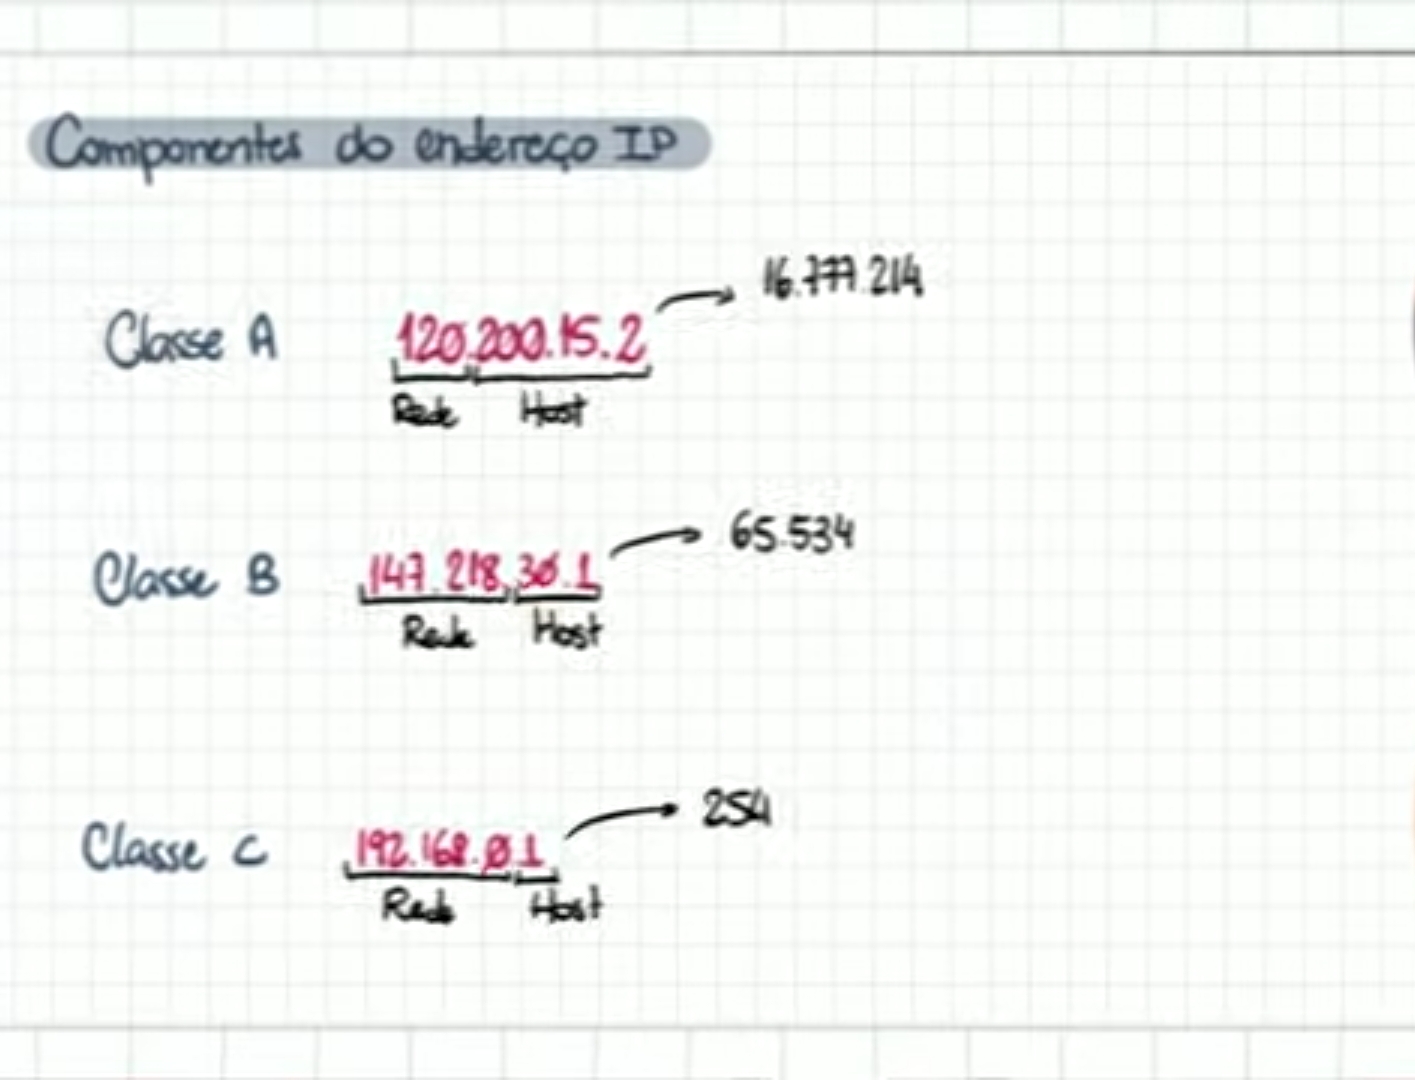 Componentes do endereço IP
16.777.214
Classe A 120.200.15.2
Rede Host
65.534
Classe B 147.218.30.1
Rede Host
254
Classe C 192.168.0.1
Rede Host